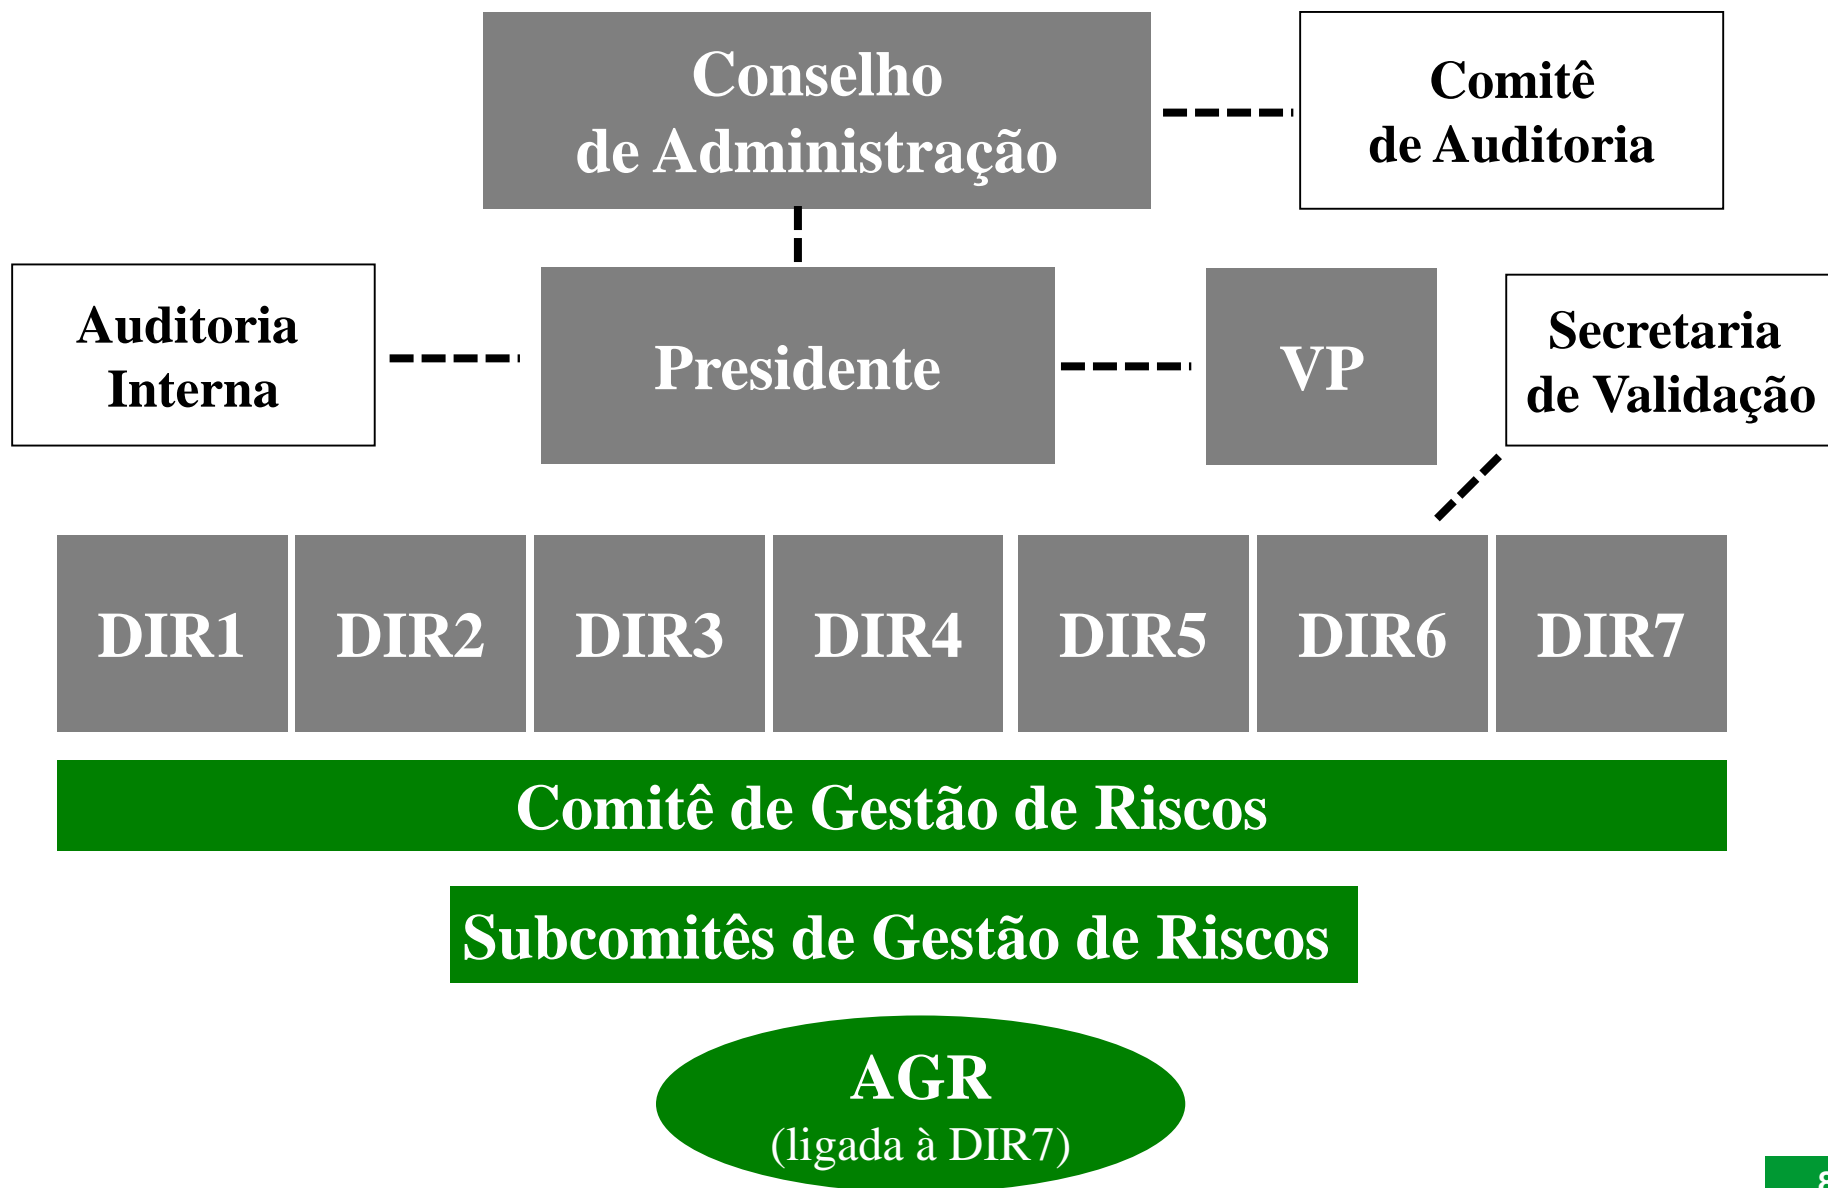 Conselho
de Administração
Comitê
de Auditoria
Auditoria
Interna
Presidente
VP
Secretaria
de Validação
DIR1
DIR2
DIR3
DIR4
DIR5
DIR6
DIR7
Comitê de Gestão de Riscos
Subcomitês de Gestão de Riscos
AGR
(ligada à DIR7)